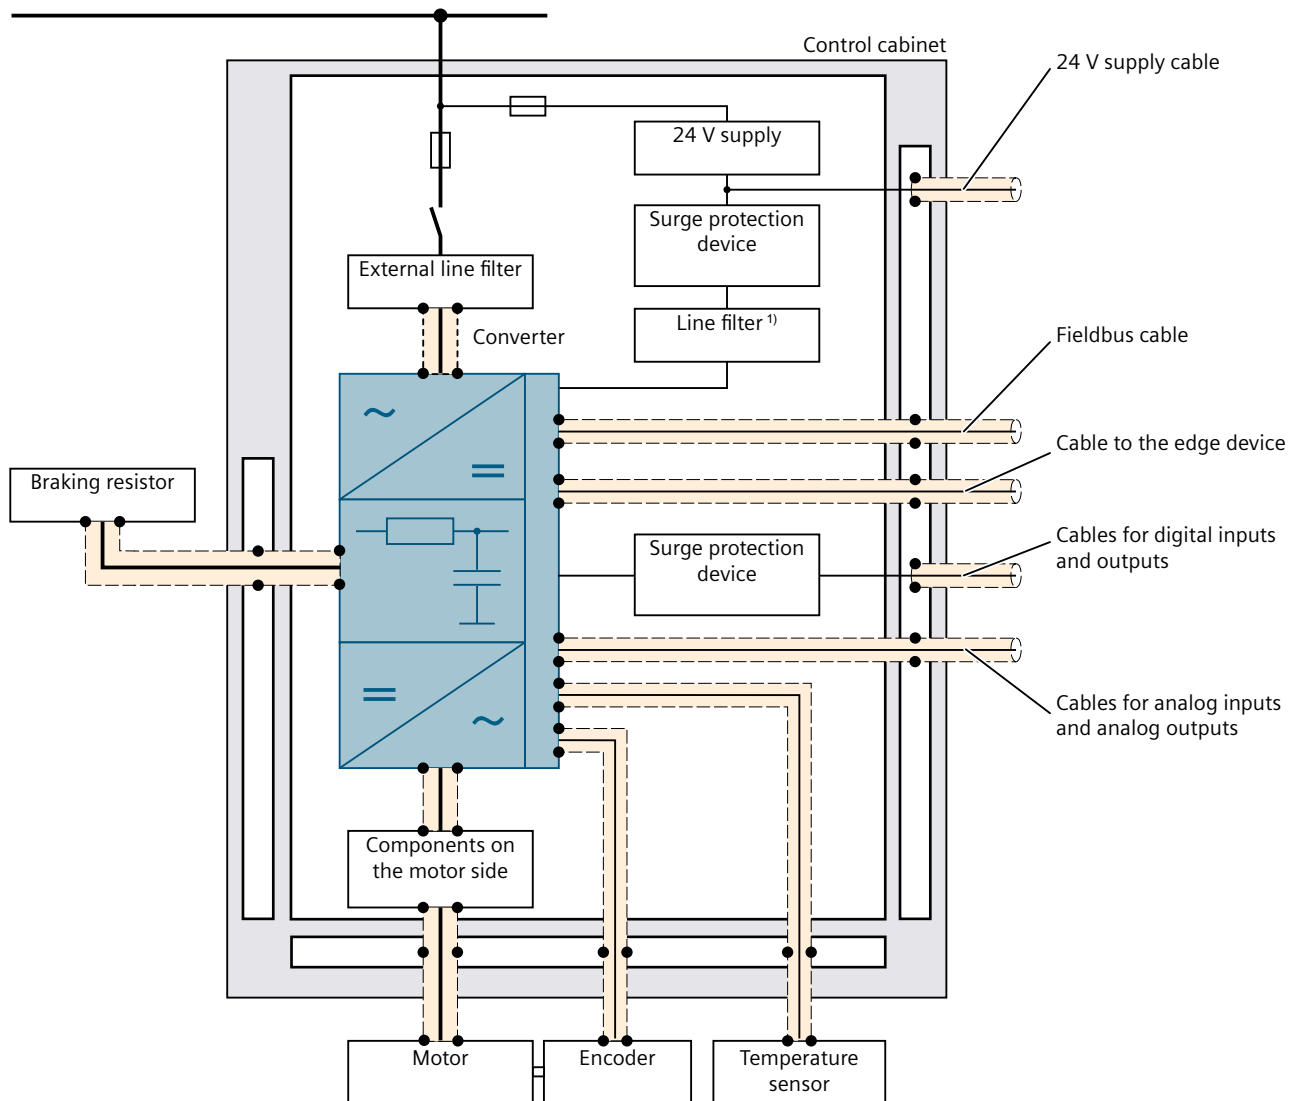 Control cabinet
24 V supply cable
24 V supply
Surge protection
device
External line filter
Line filter 1)
Converter
Fieldbus cable
Cable to the edge device
Braking resistor
Surge protection
device
Cables for digital inputs
and outputs
Cables for analog inputs
and analog outputs
Components on
the motor side
Motor
Encoder
Temperature
sensor